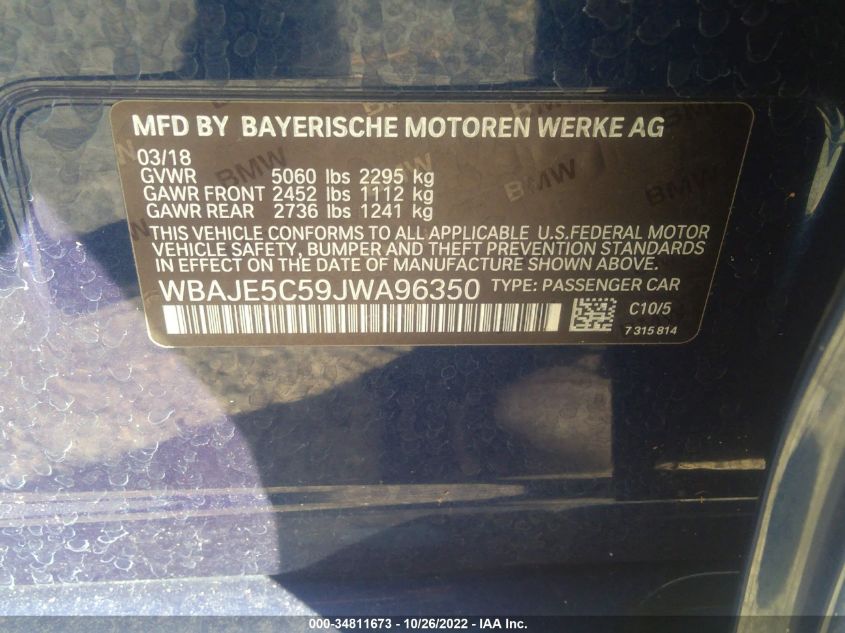 MFD BY BAYERISCHE MOTOREN WERKE AG
03/18
GVWR 5060 lbs 2295 kg
GAWR FRONT 2452 lbs 1112 kg
GAWR REAR 2736 lbs 1241 kg
THIS VEHICLE CONFORMS TO ALL APPLICABLE U.S.FEDERAL MOTOR
VEHICLE SAFETY, BUMPER AND THEFT PREVENTION STANDARDS
IN EFFECT ON THE DATE OF MANUFACTURE SHOWN ABOVE.
WBAJE5C59JWA96350 TYPE: PASSENGER CAR
C10/5
7 315 814
BMW
BMW
BMW
000-34811673 - 10/26/2022 - IAA Inc.